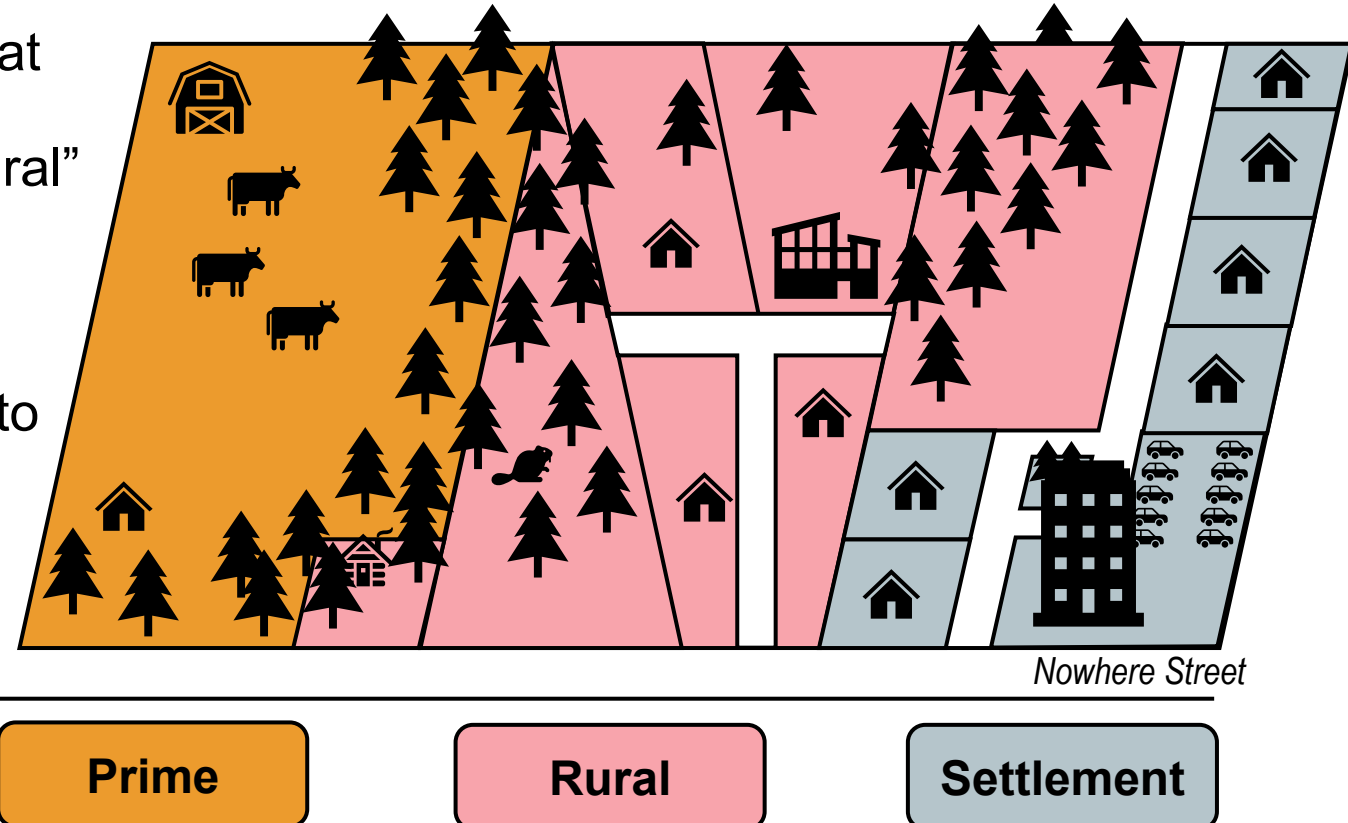 at
ral”
to
Nowhere Street
Prime
Rural
Settlement